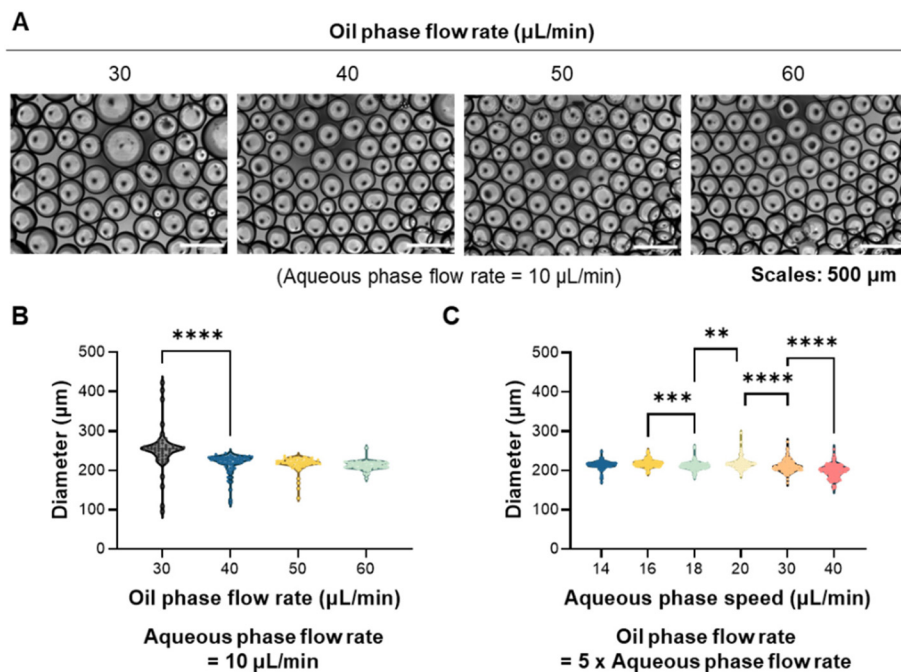 A
Oil phase flow rate (µL/min)
30 40 50 60
(Aqueous phase flow rate = 10 µL/min) Scales: 500 µm
B
****
500
400
300
200
100
0
Diameter (µm)
30 40 50 60
Oil phase flow rate (µL/min)
Aqueous phase flow rate
= 10 µL/min
C
****
**
****
***
500
400
300
200
100
0
Diameter (µm)
14 16 18 20 30 40
Aqueous phase speed (µL/min)
Oil phase flow rate
= 5 x Aqueous phase flow rate